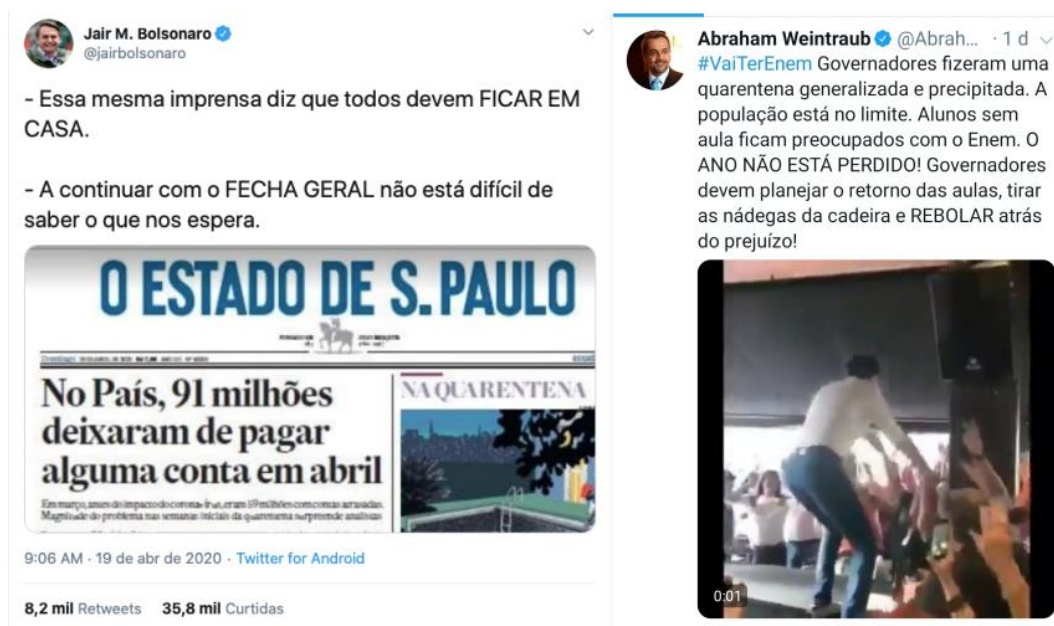 Jair M. Bolsonaro
@jairbolsonaro
- Essa mesma imprensa diz que todos devem FICAR EM
CASA.
- A continuar com o FECHA GERAL não está difícil de
saber o que nos espera.
O ESTADO DE S. PAULO
No País, 91 milhões
deixaram de pagar
alguma conta em abril
NA QUARENTENA
9:06 AM · 19 de abr de 2020 · Twitter for Android
8,2 mil Retweets 35,8 mil Curtidas
Abraham Weintraub @Abrah... · 1 d
#VaiTerEnem Governadores fizeram uma
quarentena generalizada e precipitada. A
população está no limite. Alunos sem
aula ficam preocupados com o Enem. O
ANO NÃO ESTÁ PERDIDO! Governadores
devem planejar o retorno das aulas, tirar
as nádegas da cadeira e REBOLAR atrás
do prejuízo!
0:01